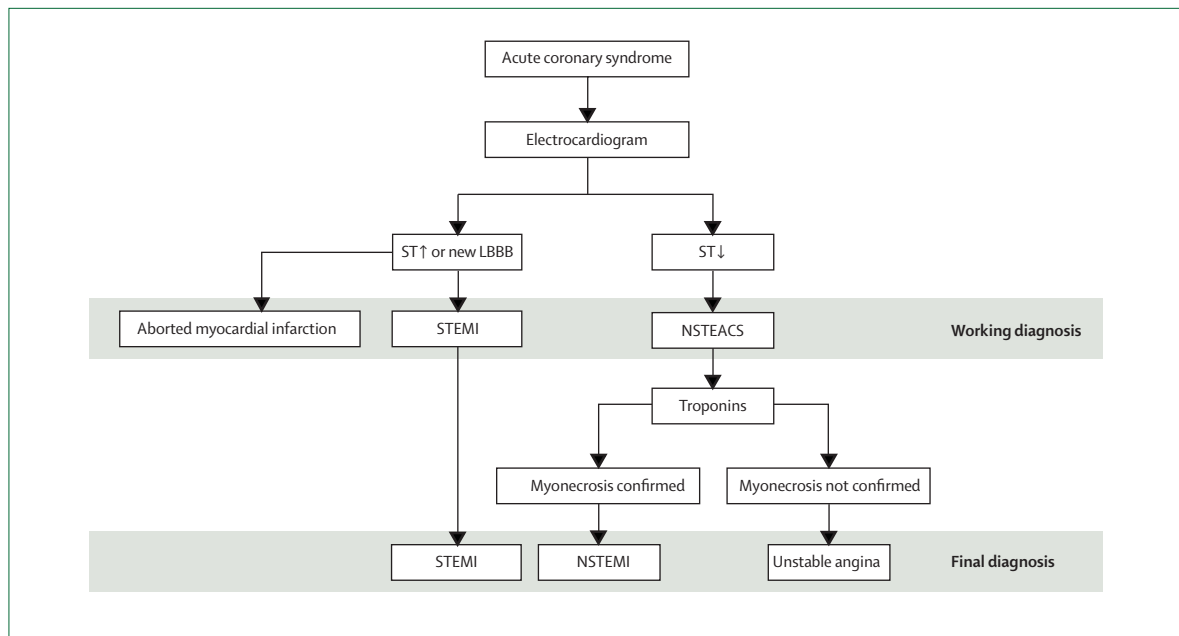 Acute coronary syndrome
Electrocardiogram
ST↑ or new LBBB
ST↓
Aborted myocardial infarction
STEMI
NSTEACS
Working diagnosis
Troponins
Myonecrosis confirmed
Myonecrosis not confirmed
STEMI
NSTEMI
Unstable angina
Final diagnosis